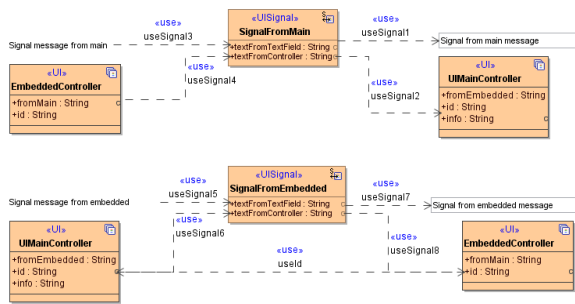 «use»
useSignal3
«UISignal»
SignalFromMain
+textFromTextField : String
+textFromController : String
«use»
useSignal1
Signal message from main
Signal from main message
«use»
useSignal4
«use»
useSignal2
«UI»
EmbeddedController
+fromMain : String
+id : String
«UI»
UIMainController
+fromEmbedded : String
+id : String
+info : String
«use»
useSignal5
«UISignal»
SignalFromEmbedded
+textFromTextField : String
+textFromController : String
«use»
useSignal7
Signal message from embedded
Signal from embedded message
«use»
useSignal6
«use»
useSignal8
«UI»
UIMainController
+fromEmbedded : String
+id : String
+info : String
«use»
useId
«UI»
EmbeddedController
+fromMain : String
+id : String